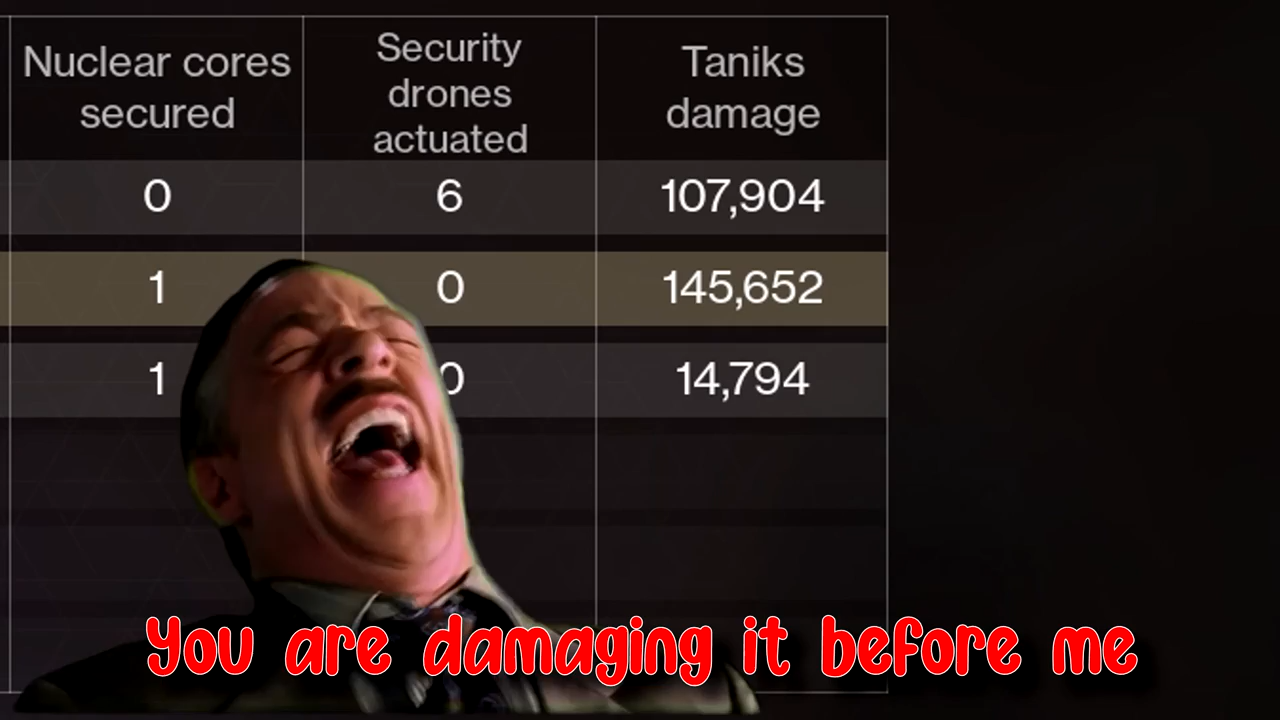 Nuclear cores
secured
Security
drones
actuated
Taniks
damage
0 6 107,904
1 0 145,652
1 0 14,794
You are damaging it before me